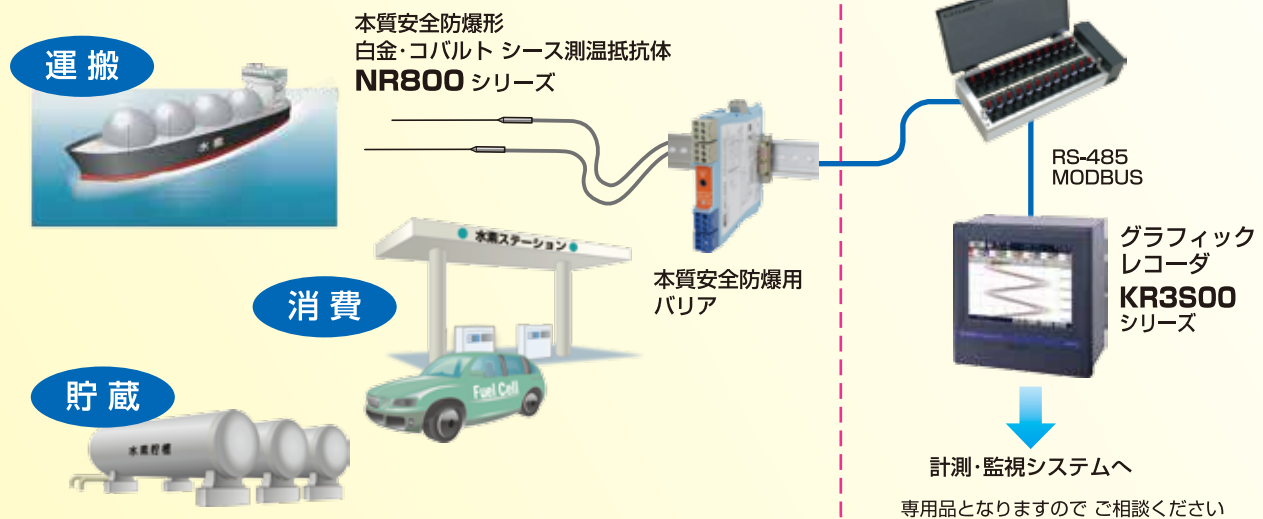 本質安全防爆形
白金・コバルト シース測温抵抗体
NR800 シリーズ
運搬
水素
水素ステーション
消費
Fuel Cell
貯蔵
水素貯槽
本質安全防爆用
バリア
RS-485
MODBUS
グラフィック
レコーダ
KR3S00
シリーズ
計測・監視システムへ
専用品となりますので ご相談ください